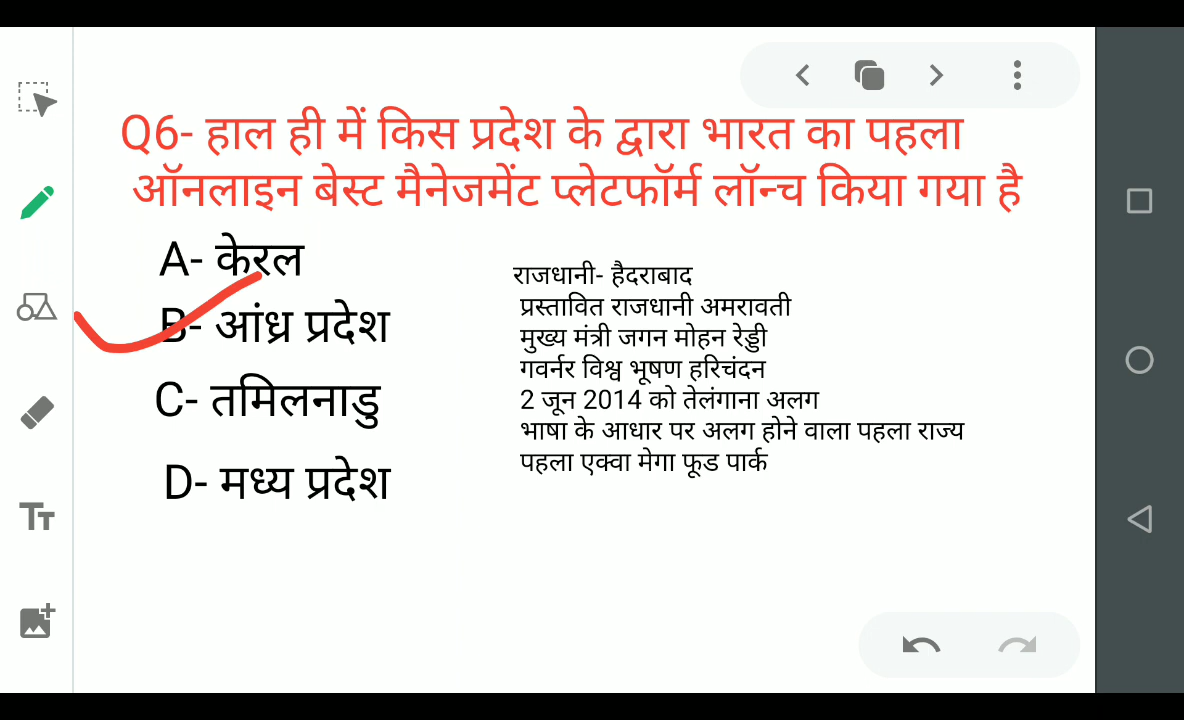 Q6- हाल ही में किस प्रदेश के द्वारा भारत का पहला
ऑनलाइन बेस्ट मैनेजमेंट प्लेटफॉर्म लॉन्च किया गया है
A- केरल
B- आंध्र प्रदेश
C- तमिलनाडु
D- मध्य प्रदेश
राजधानी- हैदराबाद
प्रस्तावित राजधानी अमरावती
मुख्य मंत्री जगन मोहन रेड्डी
गवर्नर विश्व भूषण हरिचंदन
2 जून 2014 को तेलंगाना अलग
भाषा के आधार पर अलग होने वाला पहला राज्य
पहला एक्वा मेगा फूड पार्क
TT